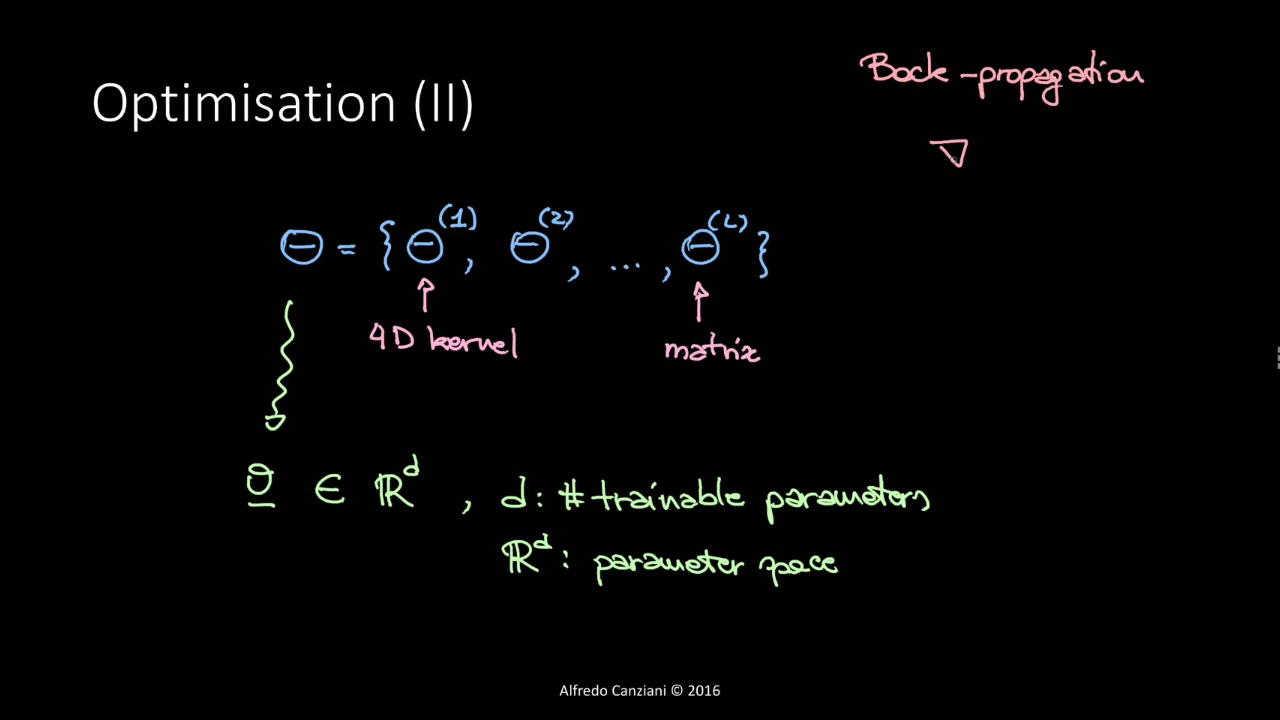 Back-propagation
Optimisation (II)
∇
Θ = { Θ⁽¹⁾, Θ⁽²⁾, ..., Θ⁽ᴸ⁾ }
4D kernel
matrix
θ ∈ ℝᵈ , d: # trainable parameters
ℝᵈ: parameter space
Alfredo Canziani © 2016